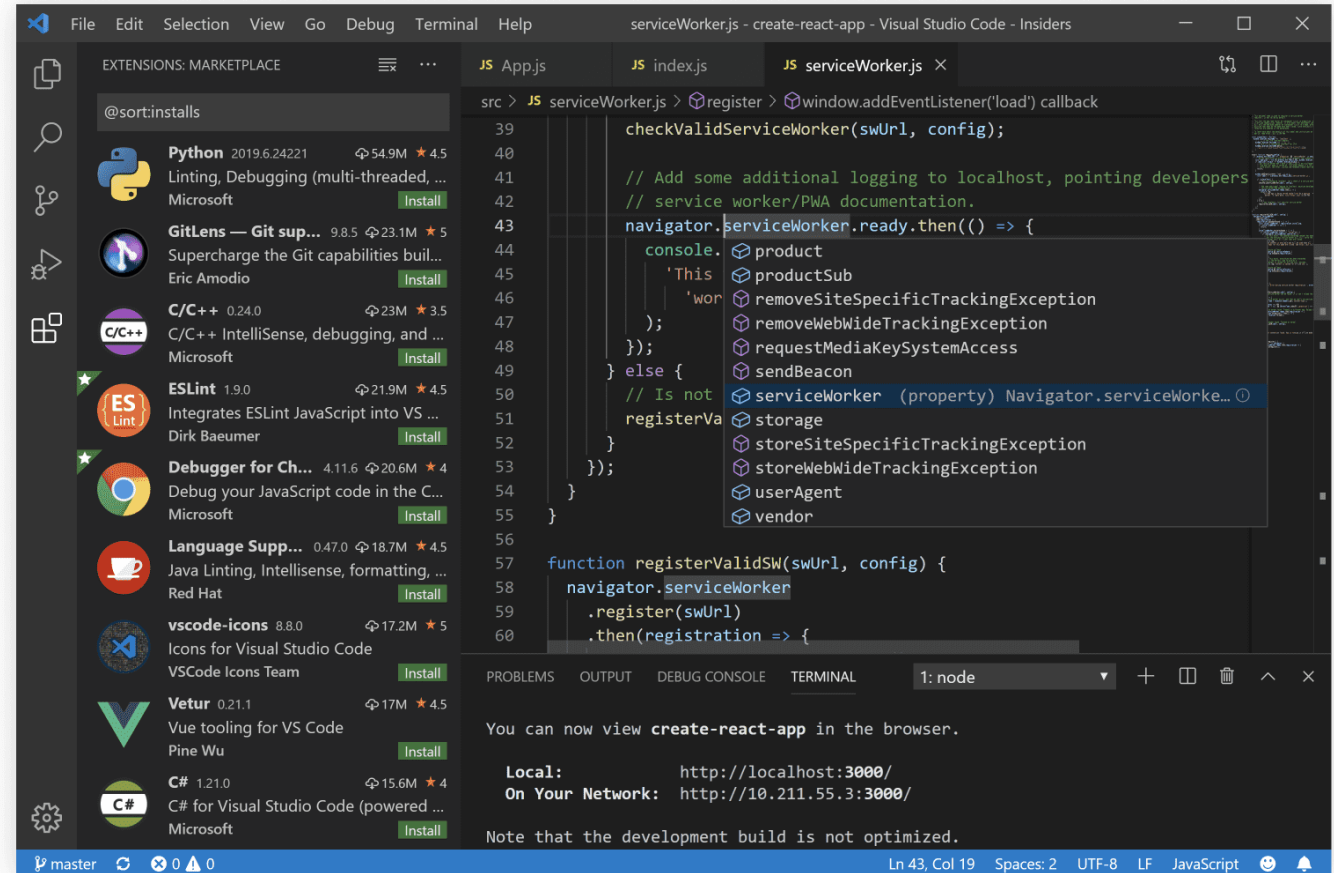 File Edit Selection View Go Debug Terminal Help serviceWorker.js - create-react-app - Visual Studio Code - Insiders
EXTENSIONS: MARKETPLACE
@sort:installs
Python 2019.6.24221 54.9M 4.5
Linting, Debugging (multi-threaded, ...
Microsoft Install
GitLens — Git sup... 9.8.5 23.1M 5
Supercharge the Git capabilities buil...
Eric Amodio Install
C/C++
C/C++ 0.24.0 23M 3.5
C/C++ IntelliSense, debugging, and ...
Microsoft Install
ES
Lint
ESLint 1.9.0 21.9M 4.5
Integrates ESLint JavaScript into VS ...
Dirk Baeumer Install
Debugger for Ch... 4.11.6 20.6M 4
Debug your JavaScript code in the C...
Microsoft Install
Language Supp... 0.47.0 18.7M 4.5
Java Linting, Intellisense, formatting, ...
Red Hat Install
vscode-icons 8.8.0 17.2M 5
Icons for Visual Studio Code
VSCode Icons Team Install
Vetur 0.21.1 17M 4.5
Vue tooling for VS Code
Pine Wu Install
C#
C# 1.21.0 15.6M 4
C# for Visual Studio Code (powered ...
Microsoft Install
JS App.js JS index.js JS serviceWorker.js
src > JS serviceWorker.js > register > window.addEventListener('load') callback
39 checkValidServiceWorker(swUrl, config);
40
41 // Add some additional logging to localhost, pointing developers
42 // service worker/PWA documentation.
43 navigator.serviceWorker.ready.then(() => {
44 console.
45 'This
46 'wor
47 );
48 });
49 } else {
50 // Is not
51 registerVa
52 }
53 });
54 }
55 }
56
57 function registerValidSW(swUrl, config) {
58 navigator.serviceWorker
59 .register(swUrl)
60 .then(registration => {
product
productSub
removeSiteSpecificTrackingException
removeWebWideTrackingException
requestMediaKeySystemAccess
sendBeacon
serviceWorker (property) Navigator.serviceWorke...
storage
storeSiteSpecificTrackingException
storeWebWideTrackingException
userAgent
vendor
PROBLEMS OUTPUT DEBUG CONSOLE TERMINAL 1: node
You can now view create-react-app in the browser.
Local: http://localhost:3000/
On Your Network: http://10.211.55.3:3000/
Note that the development build is not optimized.
master 0 0 Ln 43, Col 19 Spaces: 2 UTF-8 LF JavaScript